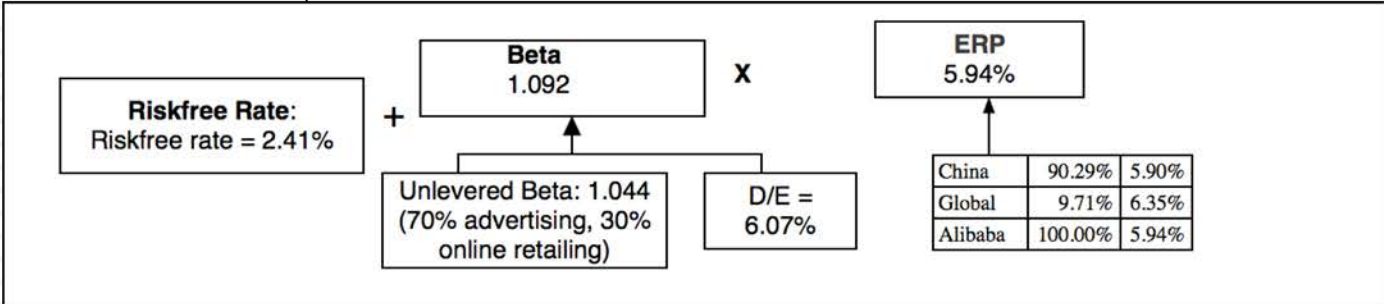 Riskfree Rate:
Riskfree rate = 2.41%
+
Beta
1.092
X
ERP
5.94%
Unlevered Beta: 1.044
(70% advertising, 30%
online retailing)
D/E =
6.07%
China 90.29% 5.90%
Global 9.71% 6.35%
Alibaba 100.00% 5.94%